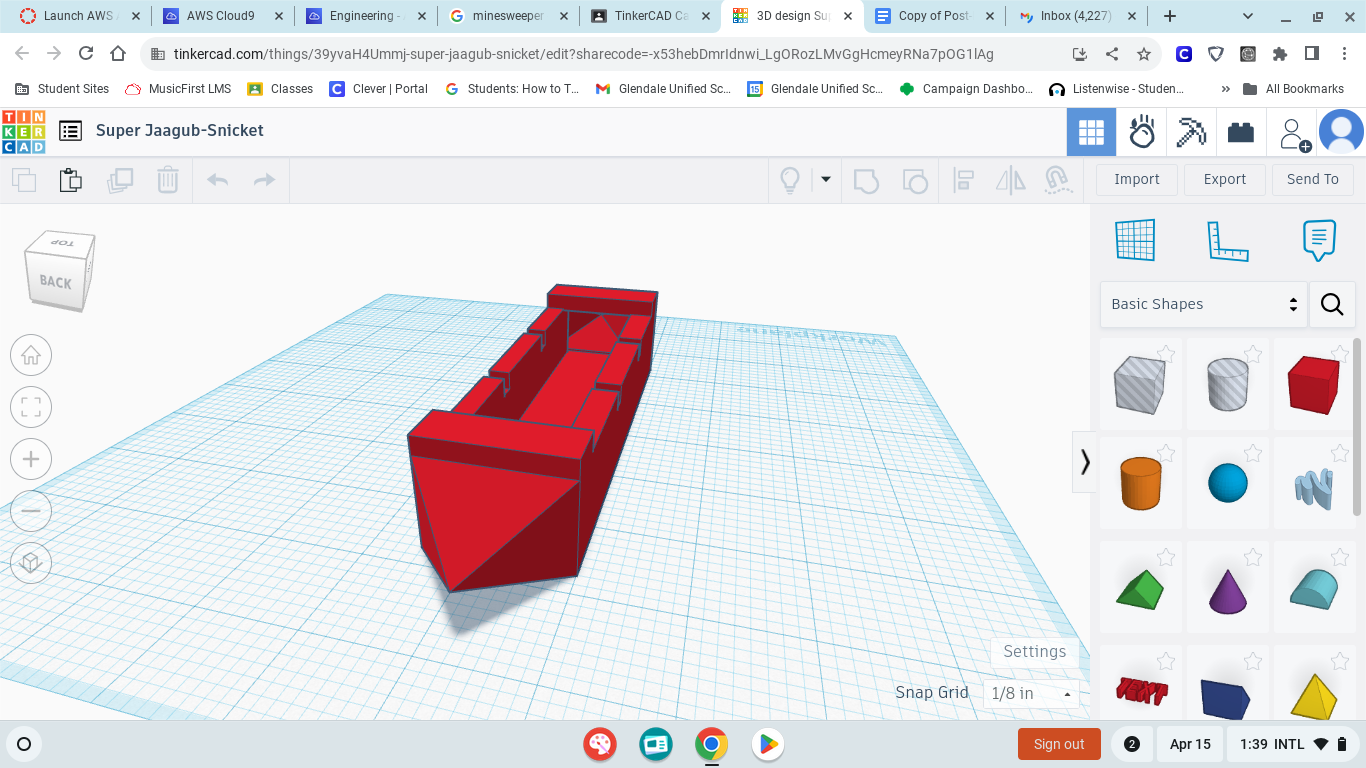 Launch AWS A
AWS Cloud9
Engineering -
minesweeper
TinkerCAD Ca
3D design Sup
Copy of Post-
Inbox (4,227)
tinkercad.com/things/39yvaH4Ummj-super-jaagub-snicket/edit?sharecode=-x53hebDmrIdnwi_LgORozLMvGgHcmeyRNa7pOG1lAg
Student Sites
MusicFirst LMS
Classes
Clever | Portal
Students: How to T...
Glendale Unified Sc...
Glendale Unified Sc...
Campaign Dashbo...
Listenwise - Studen...
All Bookmarks
TIN
KER
CAD
Super Jaagub-Snicket
Import
Export
Send To
TOP
BACK
Workplane
Basic Shapes
TEXT
Settings
Snap Grid
1/8 in
Sign out
2
Apr 15
1:39 INTL